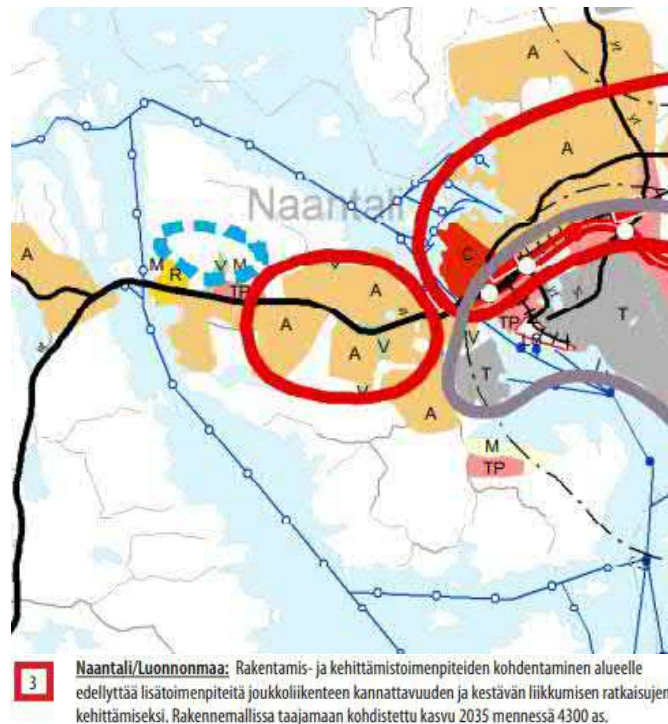 A
A
Naantali
A
M
R
V M
TP
V
A
C
A
A
V
V
A
TP
V
T
T
M
TP
3
Naantali/Luonnonmaa: Rakentamis- ja kehittämistoimenpiteiden kohdentaminen alueelle
edellyttää lisätoimenpiteitä joukkoliikenteen kannattavuuden ja kestävän liikkumisen ratkaisujen
kehittämiseksi. Rakennemallissa taajamaan kohdistettu kasvu 2035 mennessä 4300 as.